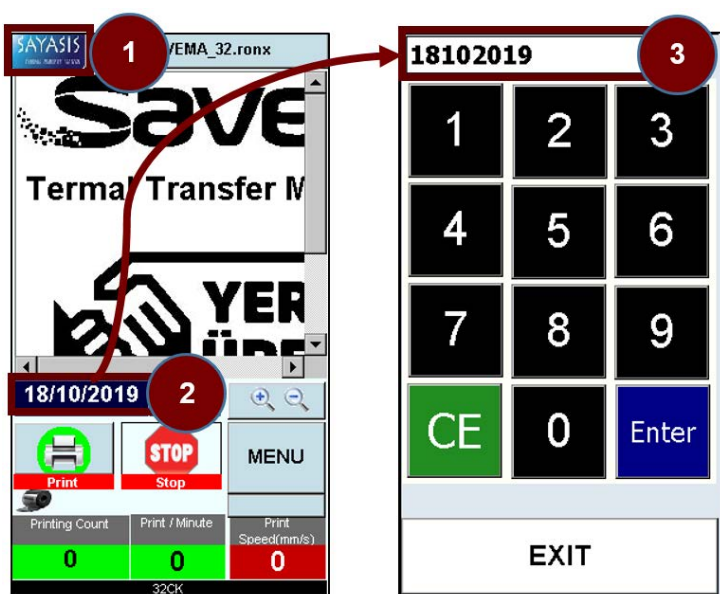 SAYASIS
1
VEMA_32.ronx
Save
Termal Transfer M
YER
ÜRE
18/10/2019
2
Print
STOP
Stop
MENU
Printing Count
Print / Minute
Print
Speed(mm/s)
0
0
0
32CK
18102019
3
1
2
3
4
5
6
7
8
9
CE
0
Enter
EXIT